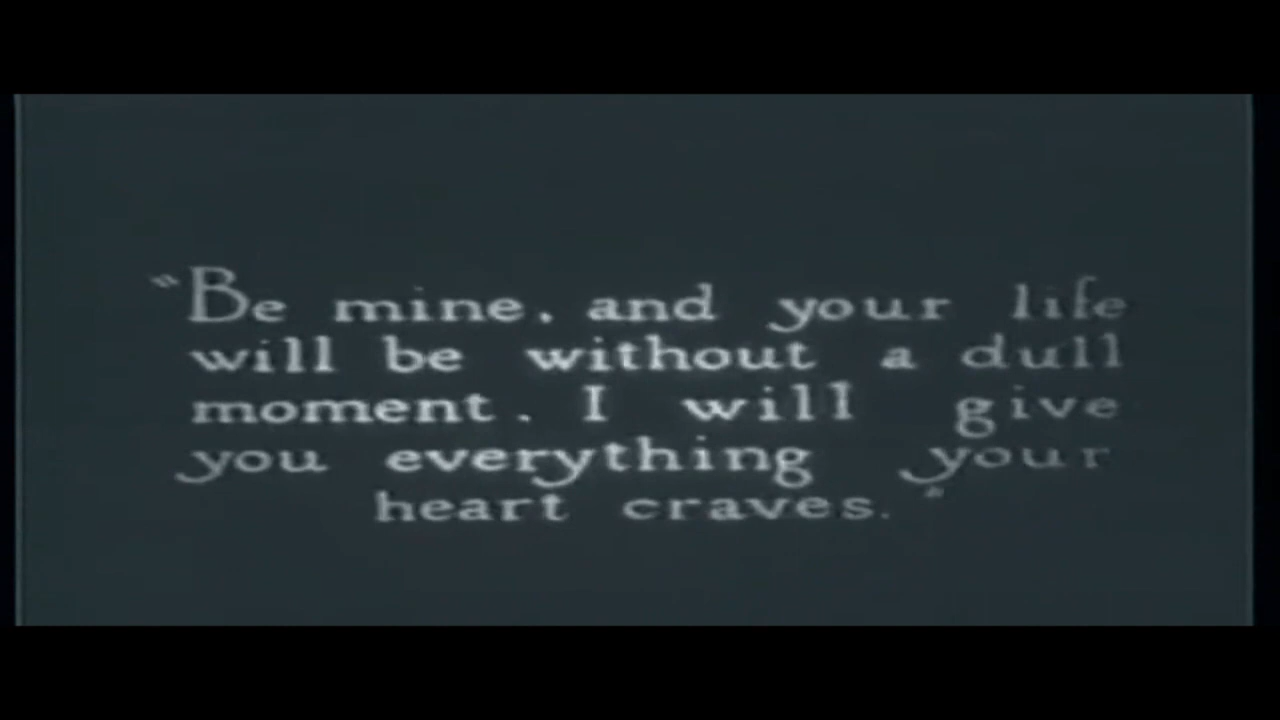 "Be mine, and your life
will be without a dull
moment. I will give
you everything your
heart craves."